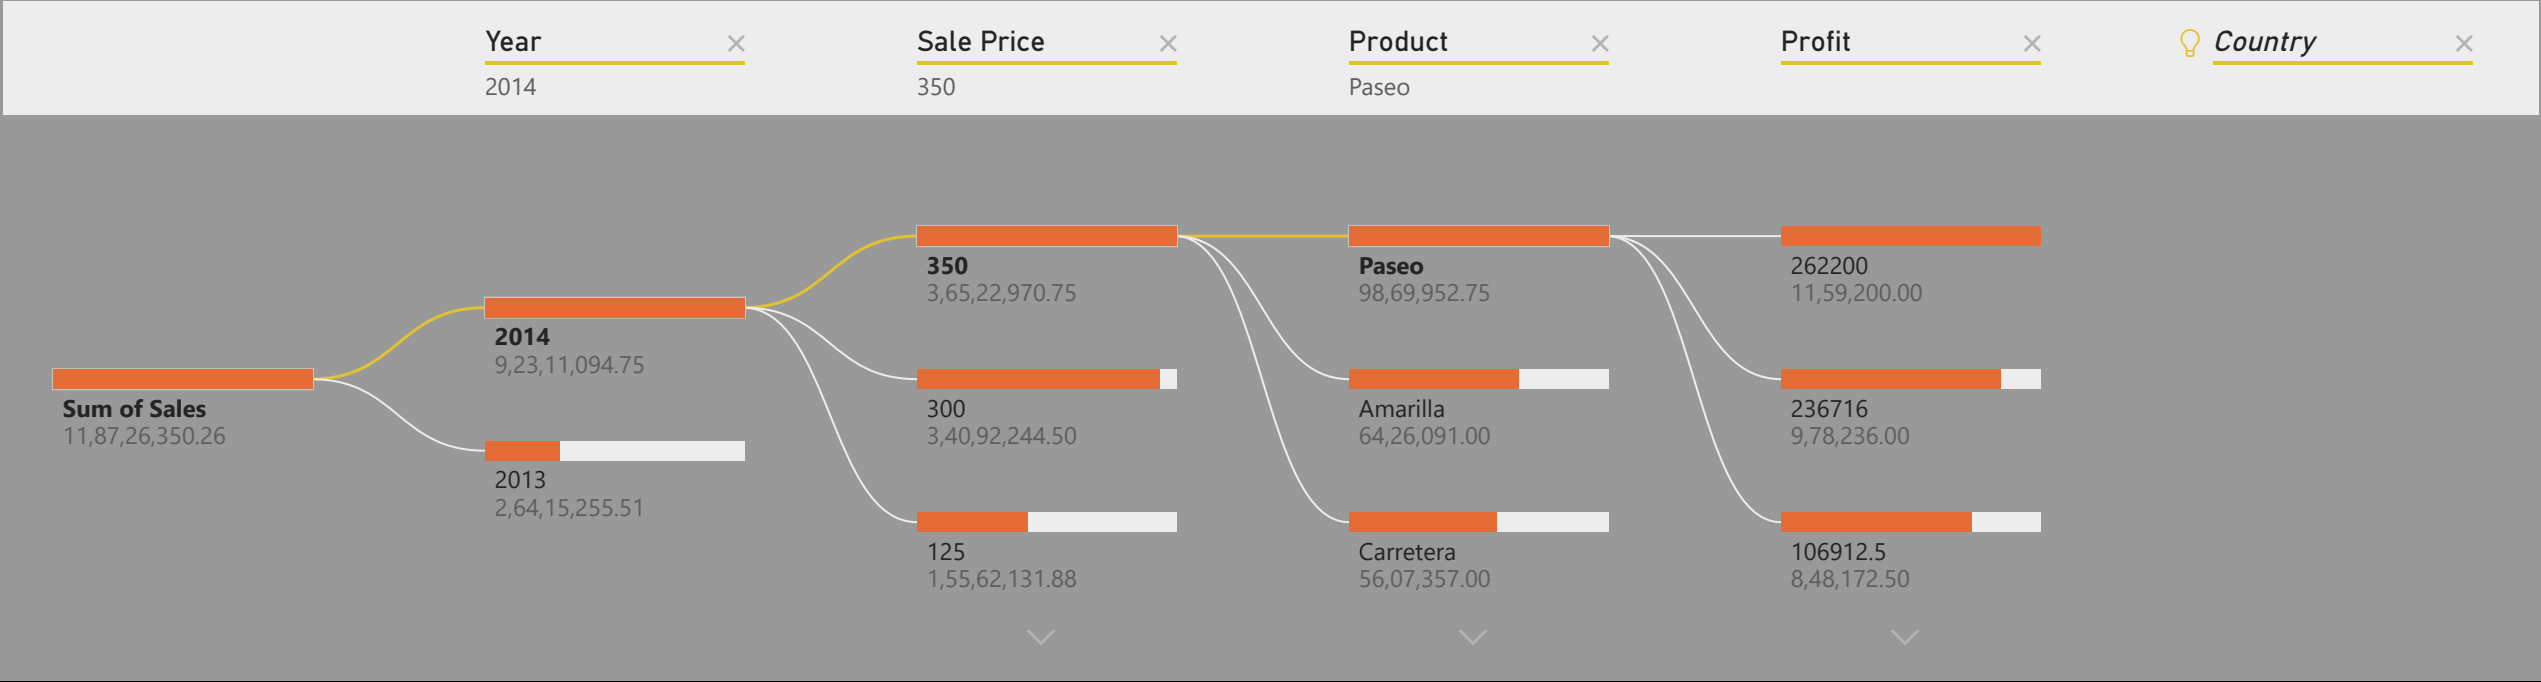 Year
Sale Price
Product
Profit
Country
2014
350
Paseo
Sum of Sales
11,87,26,350.26
2014
9,23,11,094.75
2013
2,64,15,255.51
350
3,65,22,970.75
300
3,40,92,244.50
125
1,55,62,131.88
Paseo
98,69,952.75
Amarilla
64,26,091.00
Carretera
56,07,357.00
262200
11,59,200.00
236716
9,78,236.00
106912.5
8,48,172.50